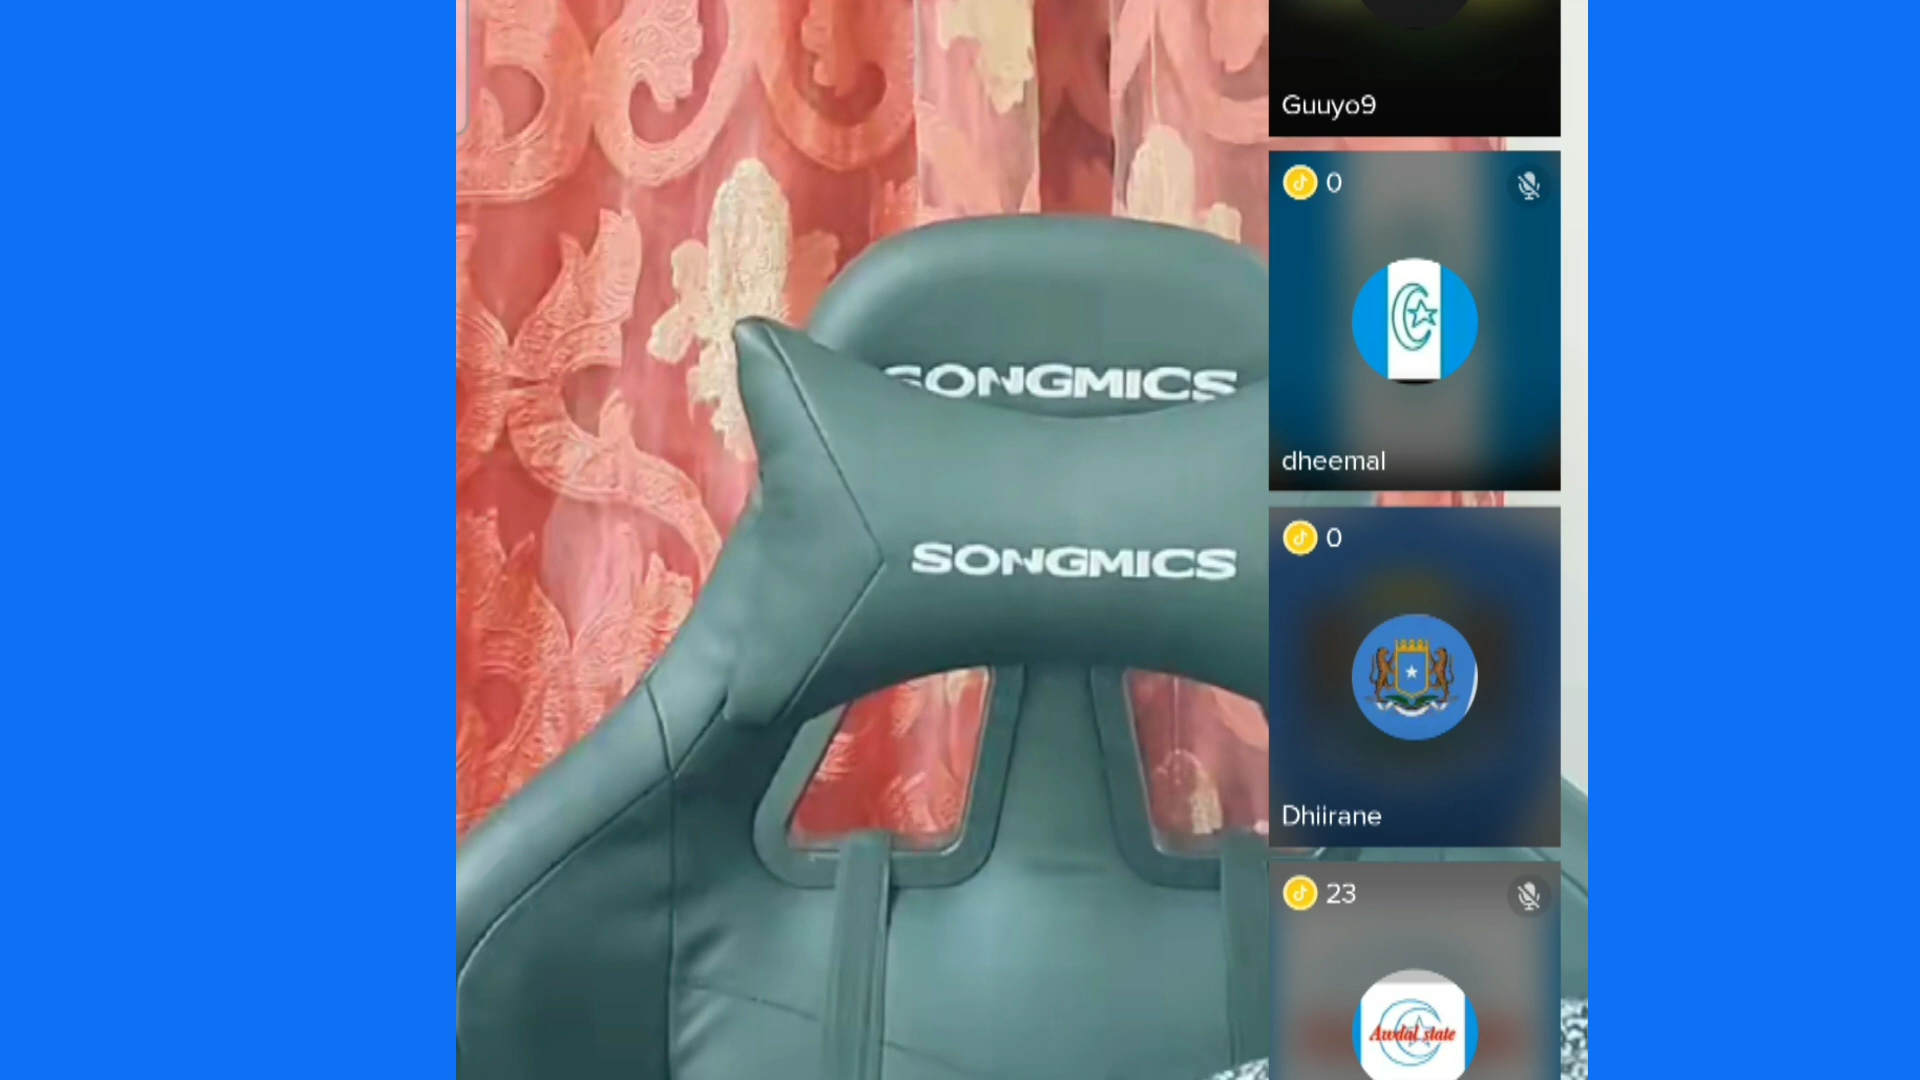 Guuyo9
0
SONGMICS
dheemal
0
SONGMICS
Dhiirane
23
Awdal state